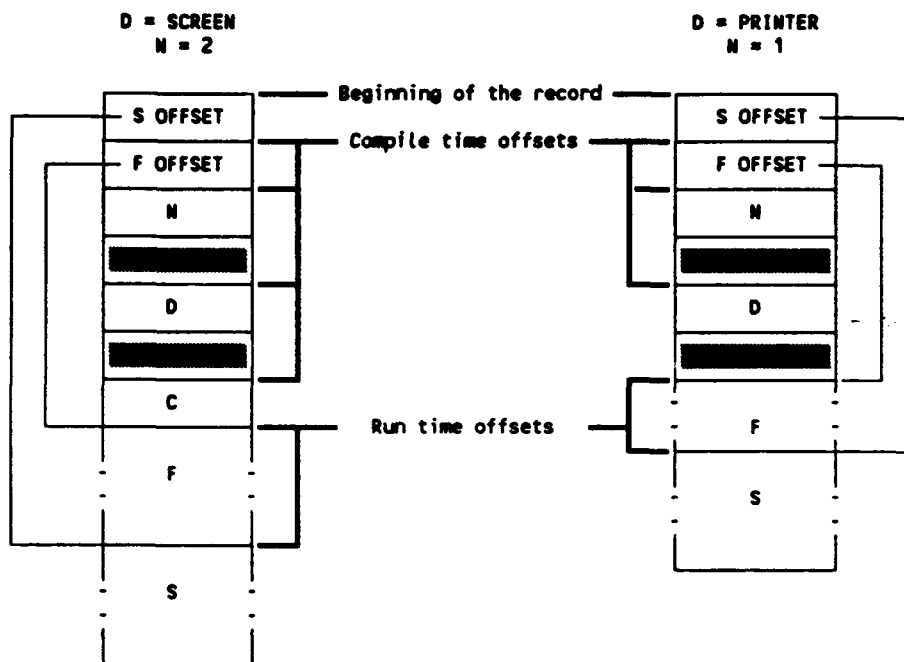 D = SCREEN
N = 2
D = PRINTER
N = 1
Beginning of the record
S OFFSET
S OFFSET
Compile time offsets
F OFFSET
F OFFSET
N
N
D
D
C
Run time offsets
F
F
S
S